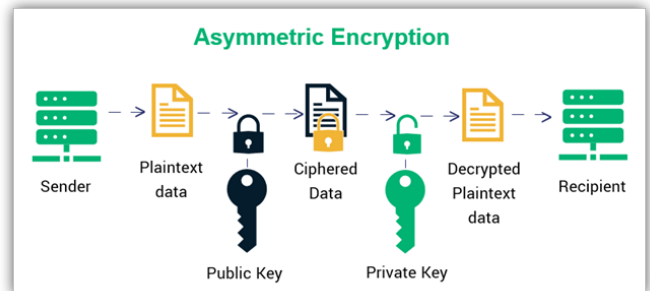 Asymmetric Encryption
Sender
Plaintext
data
Public Key
Ciphered
Data
Private Key
Decrypted
Plaintext
data
Recipient